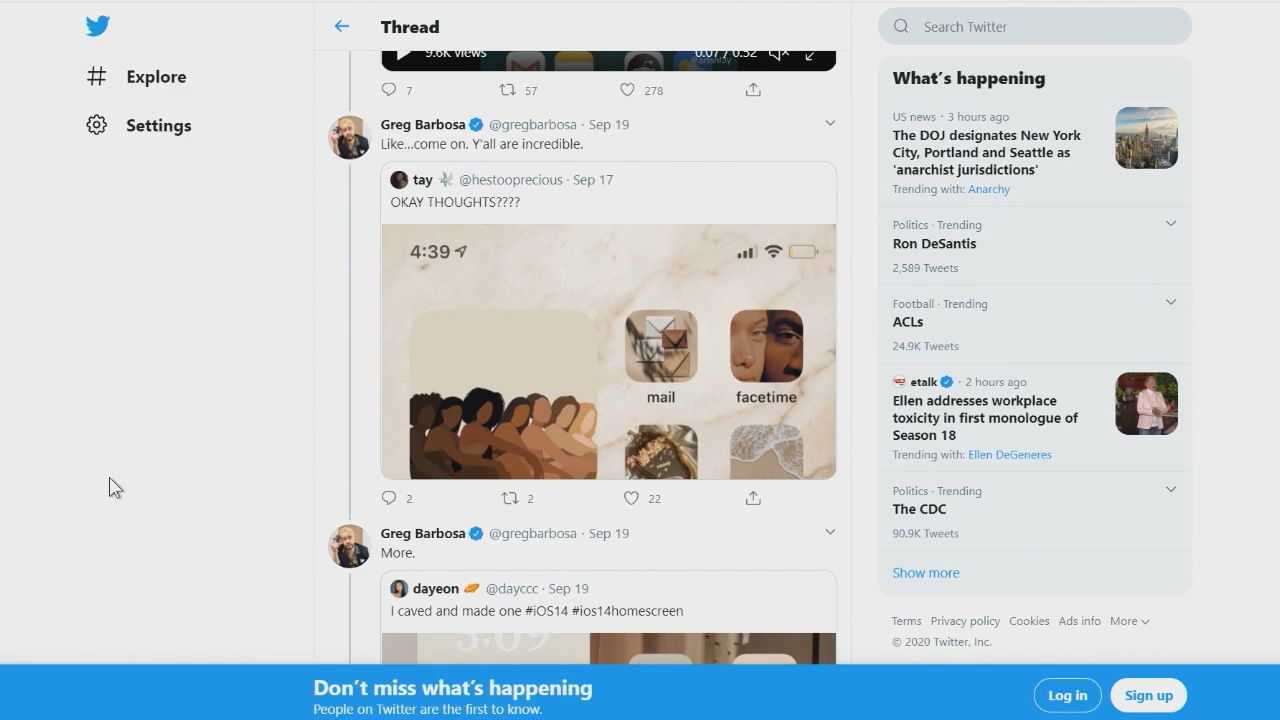 Explore
Settings
Thread
9.6K views
0:07 / 0:32
7
57
278
Greg Barbosa @gregbarbosa · Sep 19
Like...come on. Y'all are incredible.
tay @hestooprecious · Sep 17
OKAY THOUGHTS????
4:39
mail
facetime
2
2
22
Greg Barbosa @gregbarbosa · Sep 19
More.
dayeon @dayccc · Sep 19
I caved and made one #iOS14 #ios14homescreen
Search Twitter
What's happening
US news · 3 hours ago
The DOJ designates New York
City, Portland and Seattle as
'anarchist jurisdictions'
Trending with: Anarchy
Politics · Trending
Ron DeSantis
2,589 Tweets
Football · Trending
ACLs
24.9K Tweets
etalk · 2 hours ago
Ellen addresses workplace
toxicity in first monologue of
Season 18
Trending with: Ellen DeGeneres
Politics · Trending
The CDC
90.9K Tweets
Show more
Terms Privacy policy Cookies Ads info More
© 2020 Twitter, Inc.
Don't miss what's happening
People on Twitter are the first to know.
Log in
Sign up